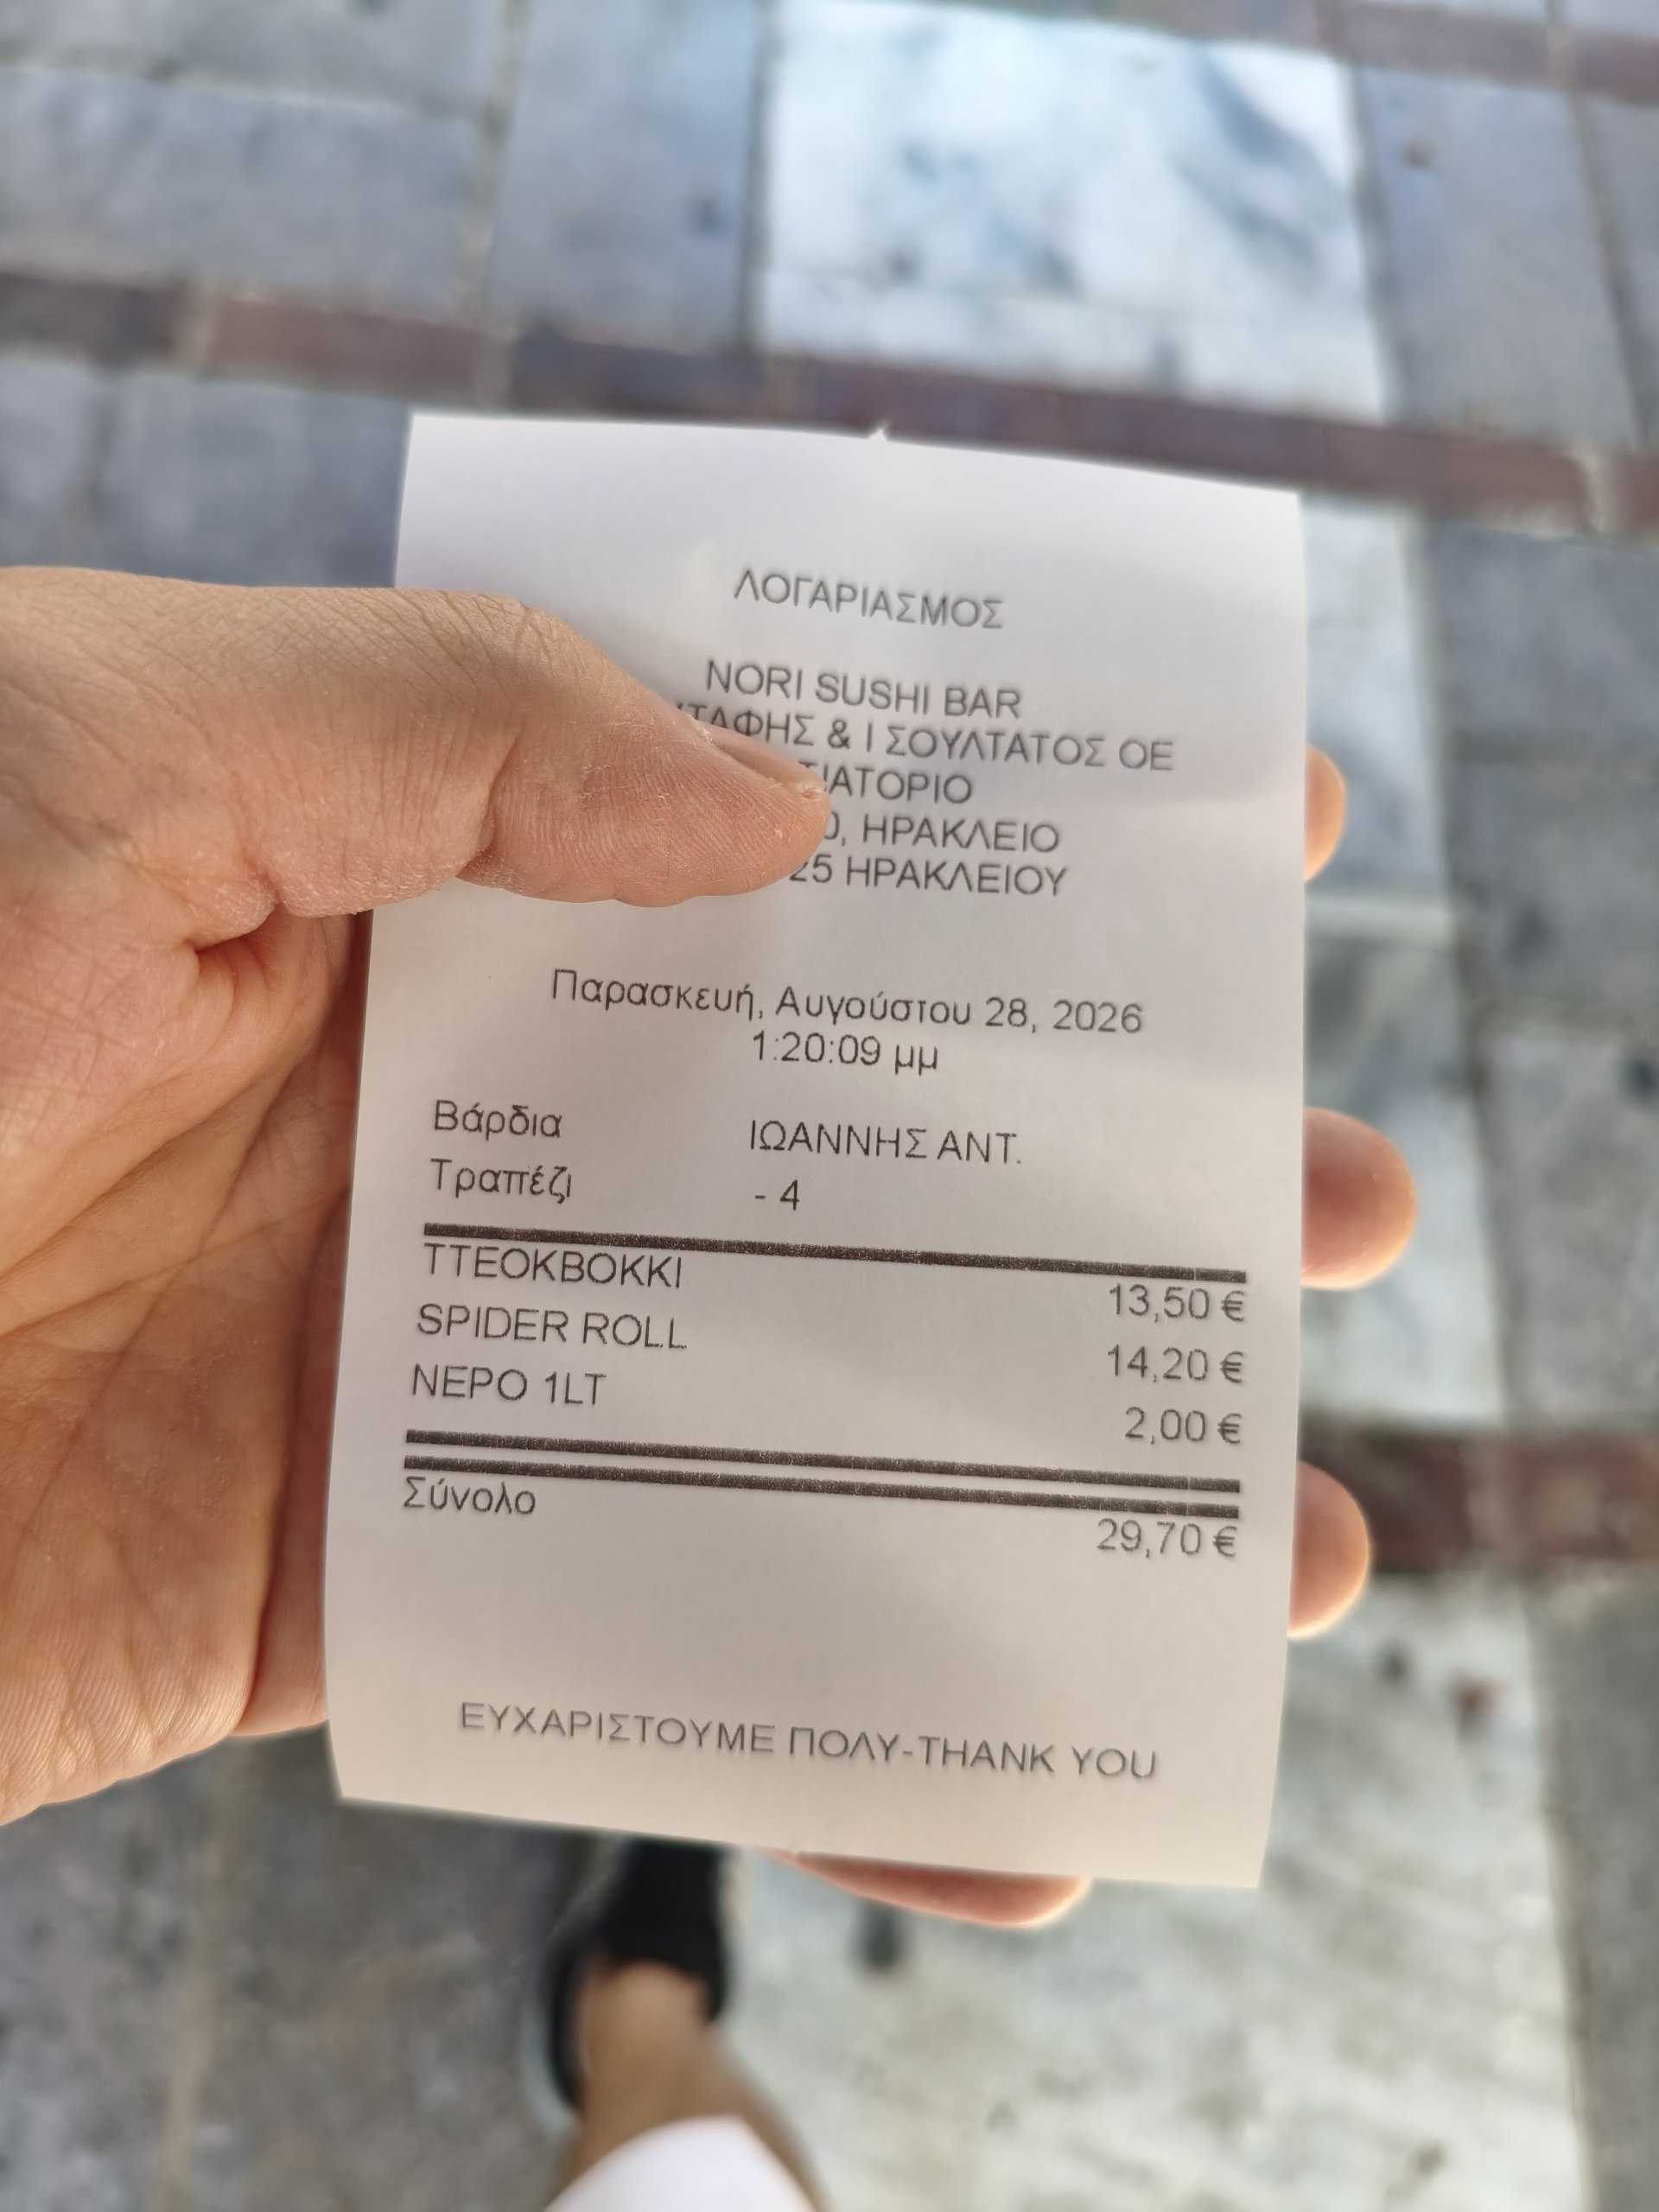 ΛΟΓΑΡΙΑΣΜΟΣ
NORI SUSHI BAR
& Ι ΣΟΥΛΤΑΤΟΣ ΟΕ
ΗΡΑΚΛΕΙΟ
ΗΡΑΚΛΕΙΟΥ
Παρασκευή, Αυγούστου 28, 2026
1:20:09 μμ
Βάρδια ΙΩΑΝΝΗΣ ΑΝΤ.
Τραπέζι - 4
TTEOKBOKKI 13,50 €
SPIDER ROLL 14,20 €
ΝΕΡΟ 1LT 2,00 €
Σύνολο 29,70 €
ΕΥΧΑΡΙΣΤΟΥΜΕ ΠΟΛΥ-THANK YOU